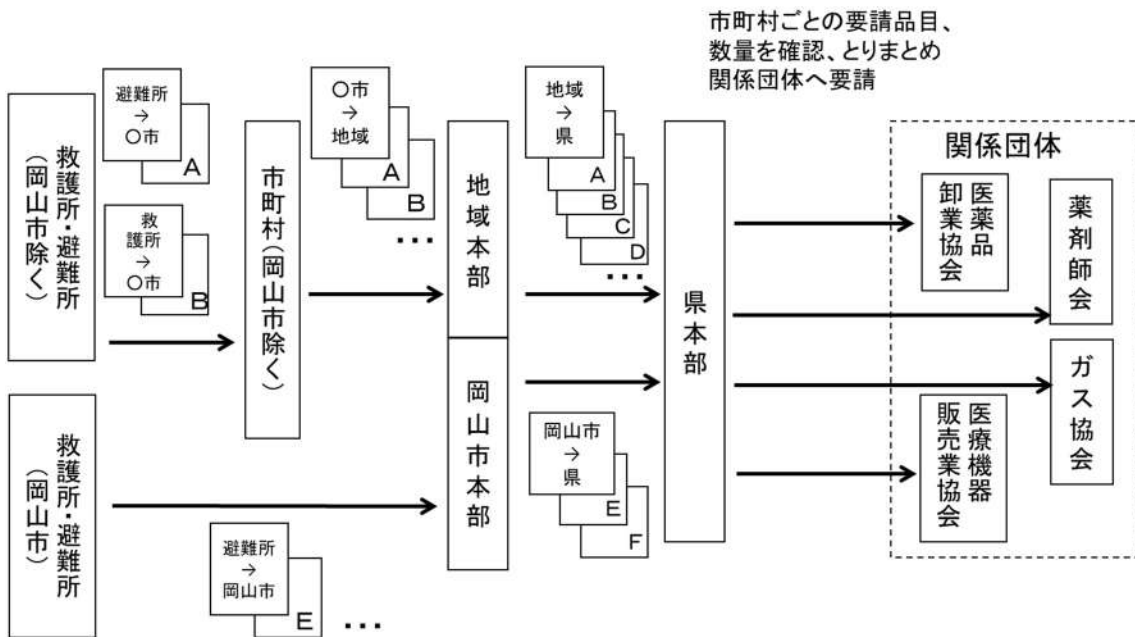 市町村ごとの要請品目、
数量を確認、とりまとめ
関係団体へ要請
救護所・避難所
(岡山市除く)
避難所
→
〇市
A
救
護所
→
〇市
B
市町村(岡山市除く)
〇市
→
地域
A
B
…
地域本部
地域
→
県
A
B
C
D
…
県本部
関係団体
医薬品
卸業協会
薬剤師会
ガス協会
医療機器
販売業協会
救護所・避難所
(岡山市)
避難所
→
岡山市
E
…
岡山市本部
岡山市
→
県
E
F